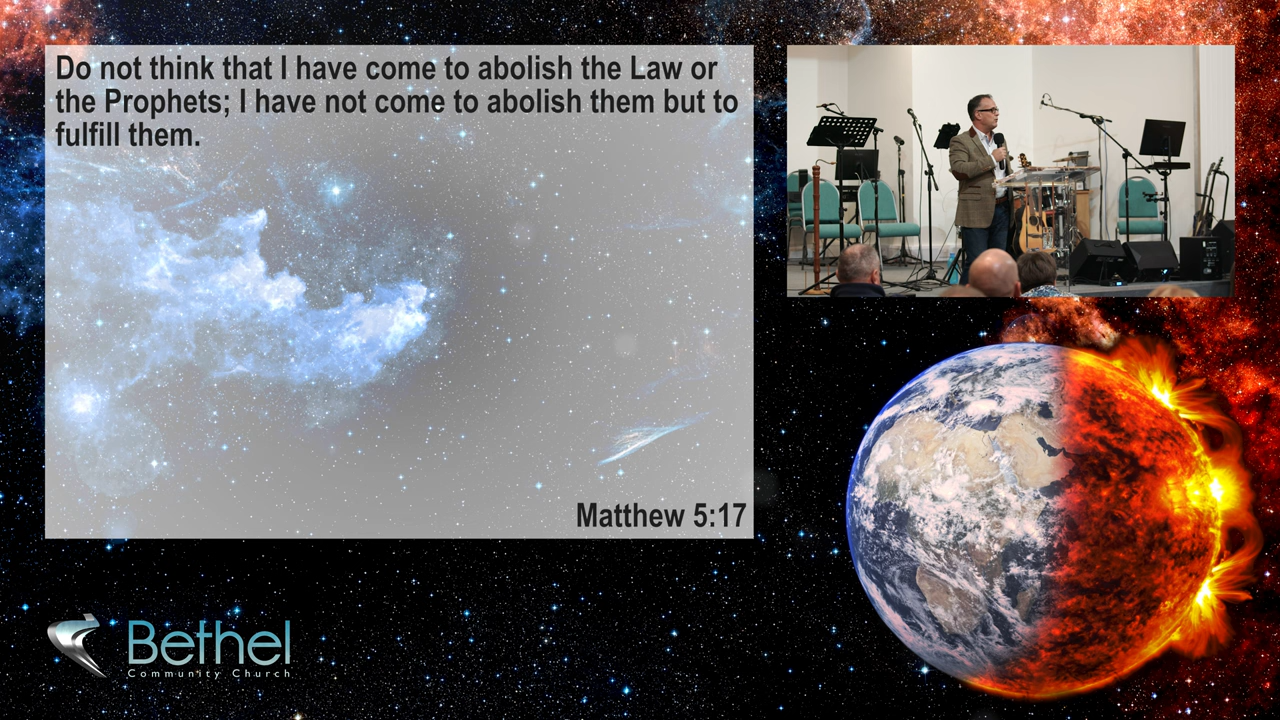 Do not think that I have come to abolish the Law or
the Prophets; I have not come to abolish them but to
fulfill them.
Matthew 5:17
Bethel
Community Church